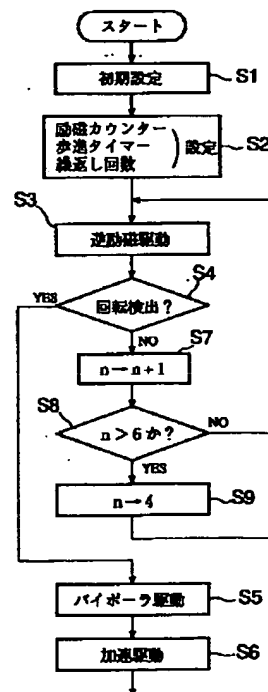 スタート
初期設定
S1
励磁カウンター
歩進タイマー
繰返し回数
設定
S2
S3
逆励磁駆動
S4
回転検出?
YES
NO
S7
n→n+1
S8
n>6か?
NO
YES
n→4
S9
バイポーラ駆動
S5
加速駆動
S6